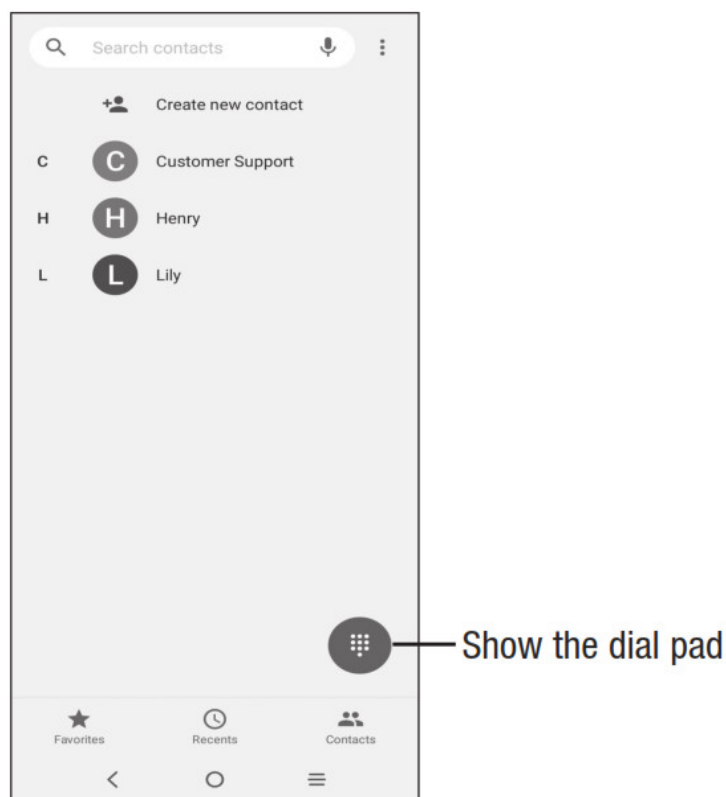 Search contacts
Create new contact
C C Customer Support
H H Henry
L L Lily
Show the dial pad
Favorites Recents Contacts